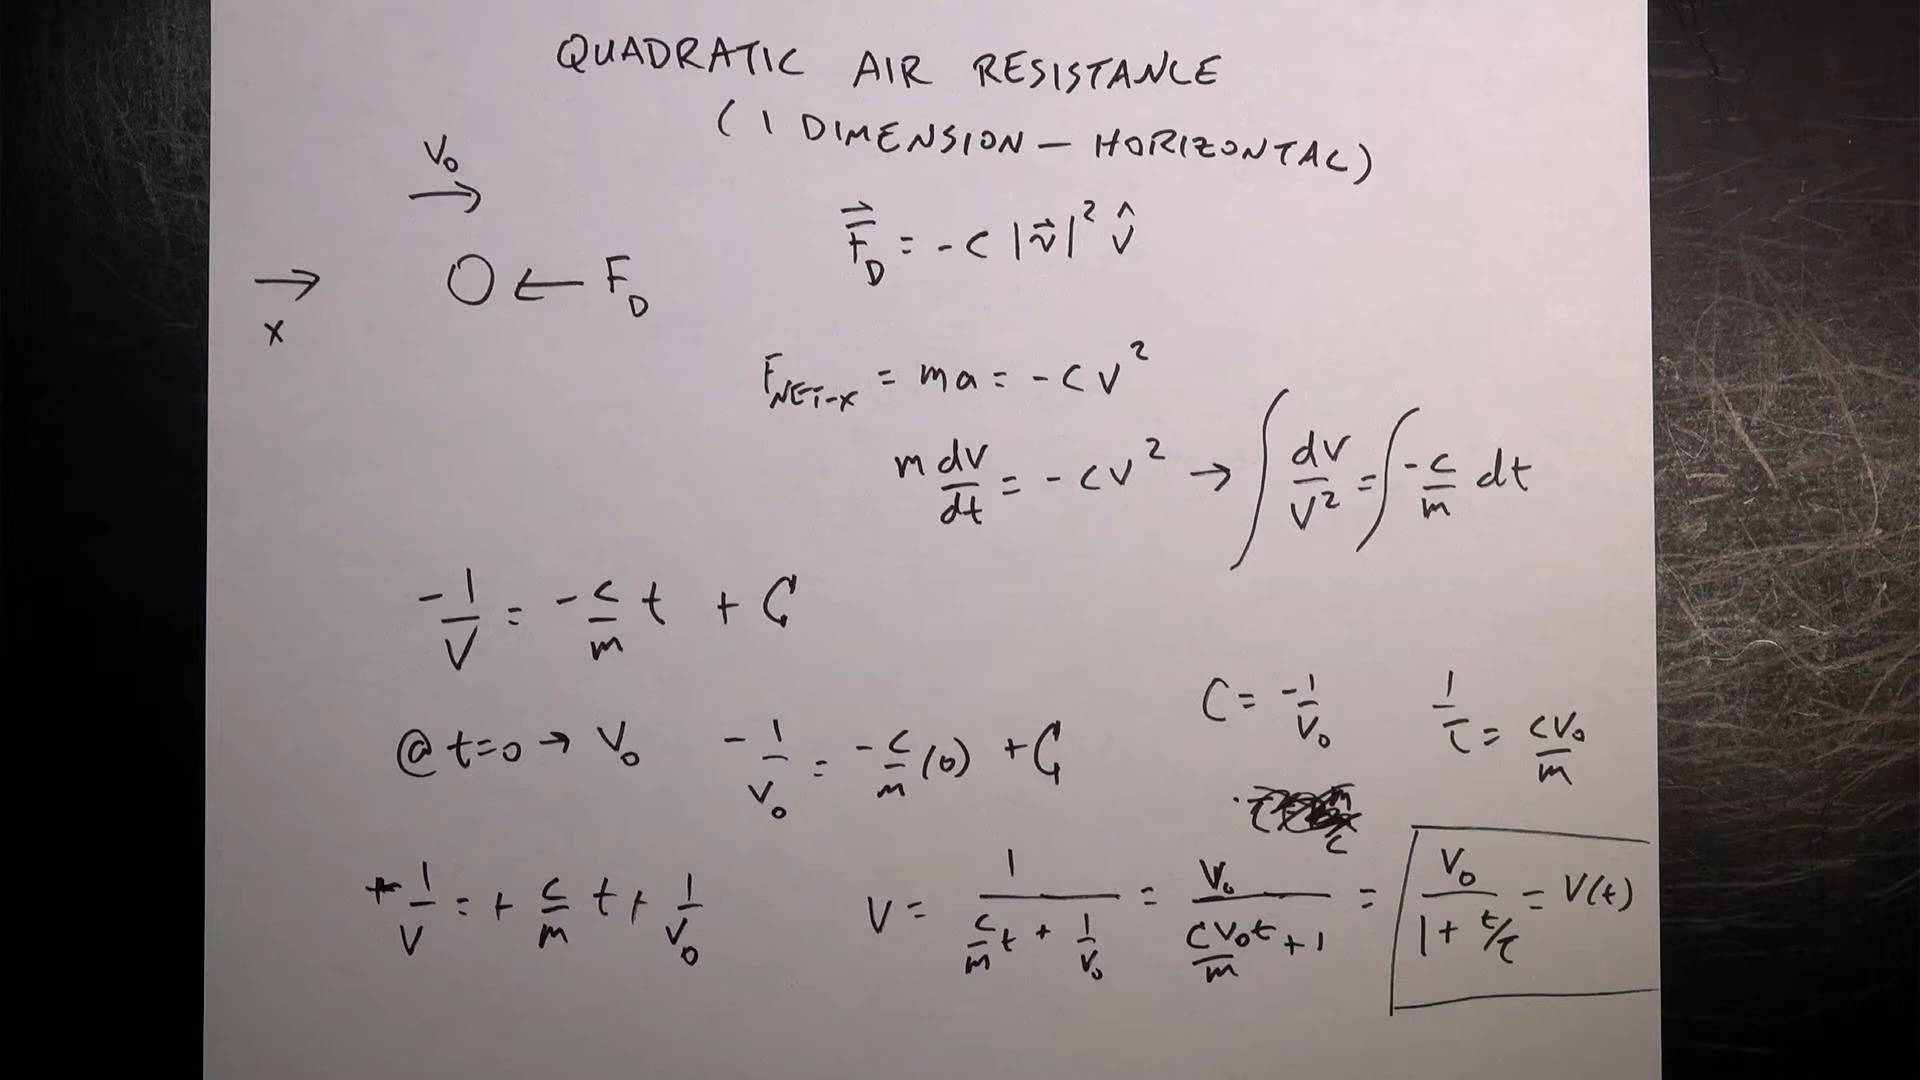 QUADRATIC AIR RESISTANCE
(1 DIMENSION — HORIZONTAL)
V₀ →
→ x
O ← F_D
F⃗_D = -c |v⃗|² v̂
F_NET-x = ma = -cv²
m dv/dt = -cv² → ∫ dv/v² = ∫ -c/m dt
-1/v = -c/m t + C
C = -1/v₀
1/τ = cv₀/m
@ t=0 → v₀ -1/v₀ = -c/m (0) + C
+1/v = + c/m t + 1/v₀
v = 1/(c/m t + 1/v₀) = v₀/(cv₀t/m + 1) = v₀/(1 + t/τ) = v(t)